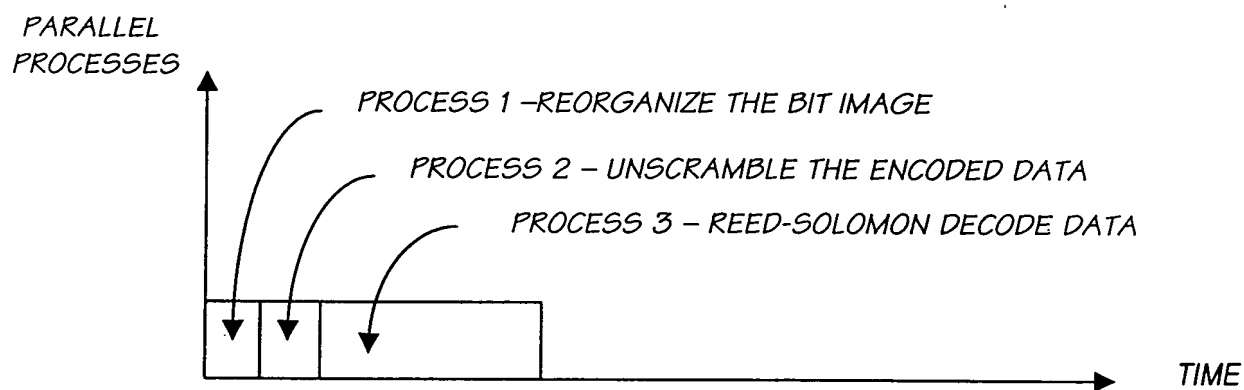 PARALLEL
PROCESSES
PROCESS 1 –REORGANIZE THE BIT IMAGE
PROCESS 2 – UNSCRAMBLE THE ENCODED DATA
PROCESS 3 – REED-SOLOMON DECODE DATA
TIME